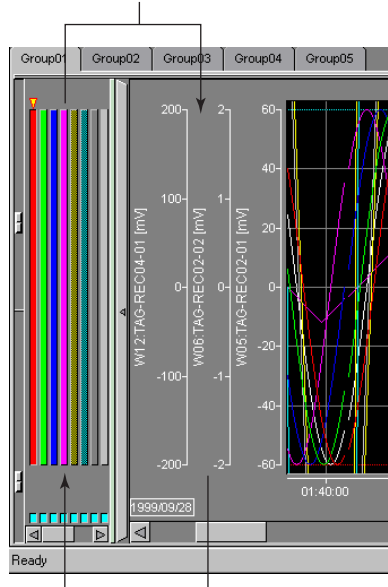 Group01 Group02 Group03 Group04 Group05
200 2 60
40
100 1 20
W12:TAG-REC04-01 [mV]
W06:TAG-REC02-02 [mV]
W05:TAG-REC02-01 [mV]
0 0 0
-20
-100 -1
-40
-200 -2 -60
01:40:00
1999/09/28
Ready